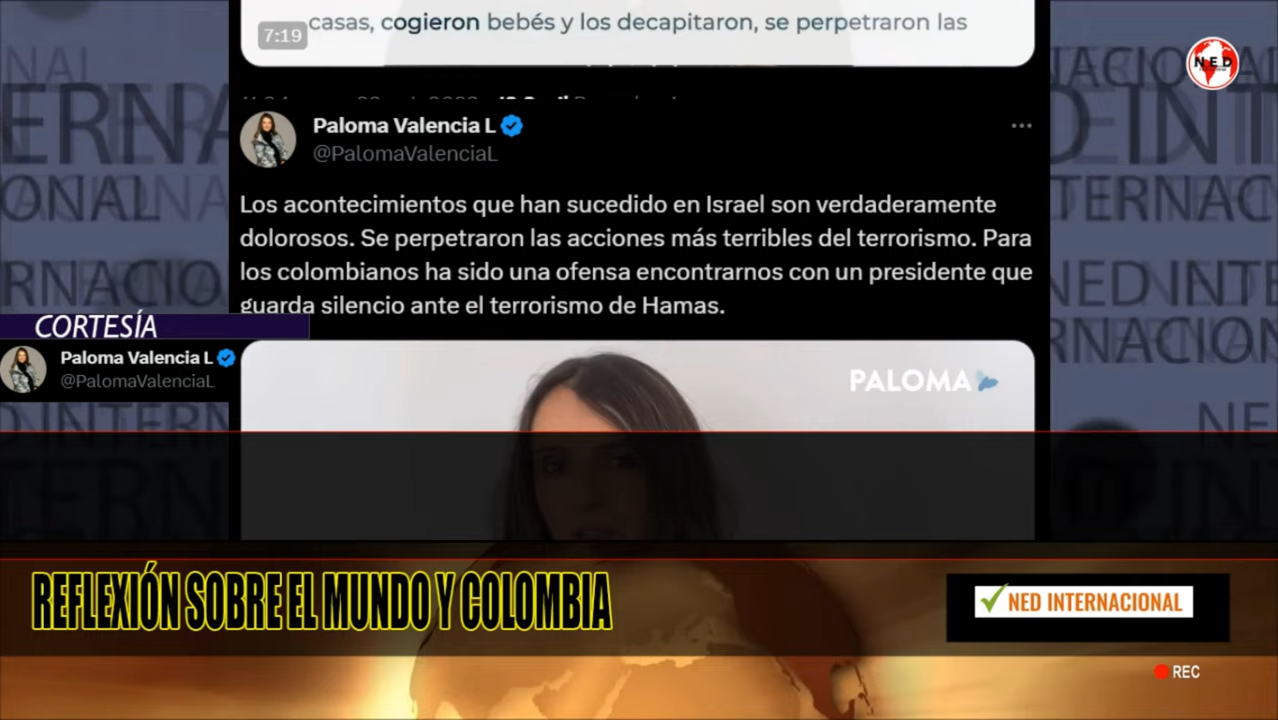 casas, cogieron bebés y los decapitaron, se perpetraron las
7:19
NED
Paloma Valencia L
@PalomaValenciaL
Los acontecimientos que han sucedido en Israel son verdaderamente
dolorosos. Se perpetraron las acciones más terribles del terrorismo. Para
los colombianos ha sido una ofensa encontrarnos con un presidente que
guarda silencio ante el terrorismo de Hamas.
CORTESÍA
Paloma Valencia L
@PalomaValenciaL
PALOMA
REFLEXIÓN SOBRE EL MUNDO Y COLOMBIA
NED INTERNACIONAL
REC